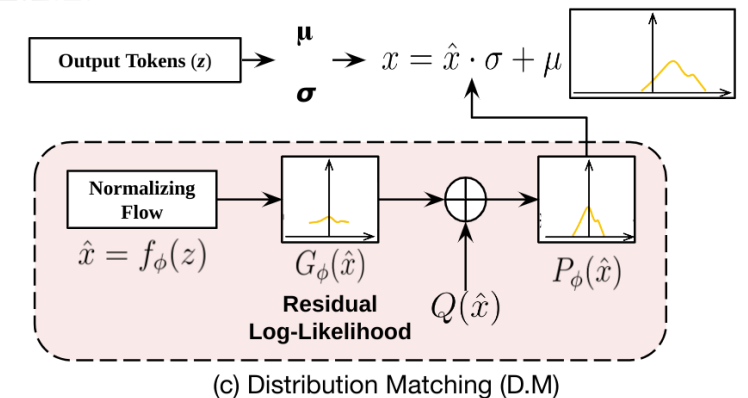 Output Tokens (z)
μ
σ
x = x̂ · σ + μ
Normalizing
Flow
x̂ = f_ϕ(z)
G_ϕ(x̂)
Residual
Log-Likelihood
Q(x̂)
P_ϕ(x̂)
(c) Distribution Matching (D.M)